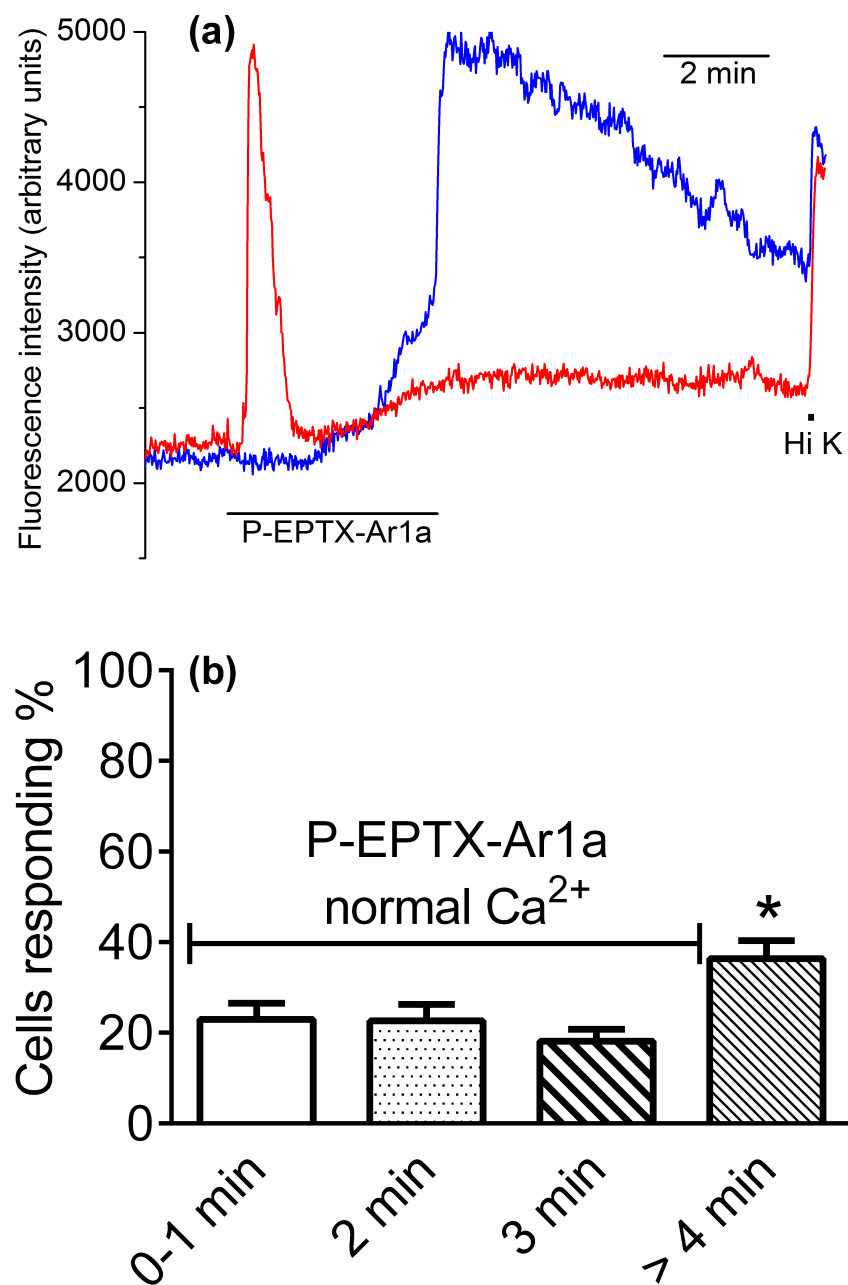 (a)
Fluorescence intensity (arbitrary units)
5000
4000
3000
2000
2 min
Hi K
P-EPTX-Ar1a
(b)
Cells responding %
100
80
60
40
20
0
P-EPTX-Ar1a
normal Ca²⁺
*
0-1 min
2 min
3 min
> 4 min